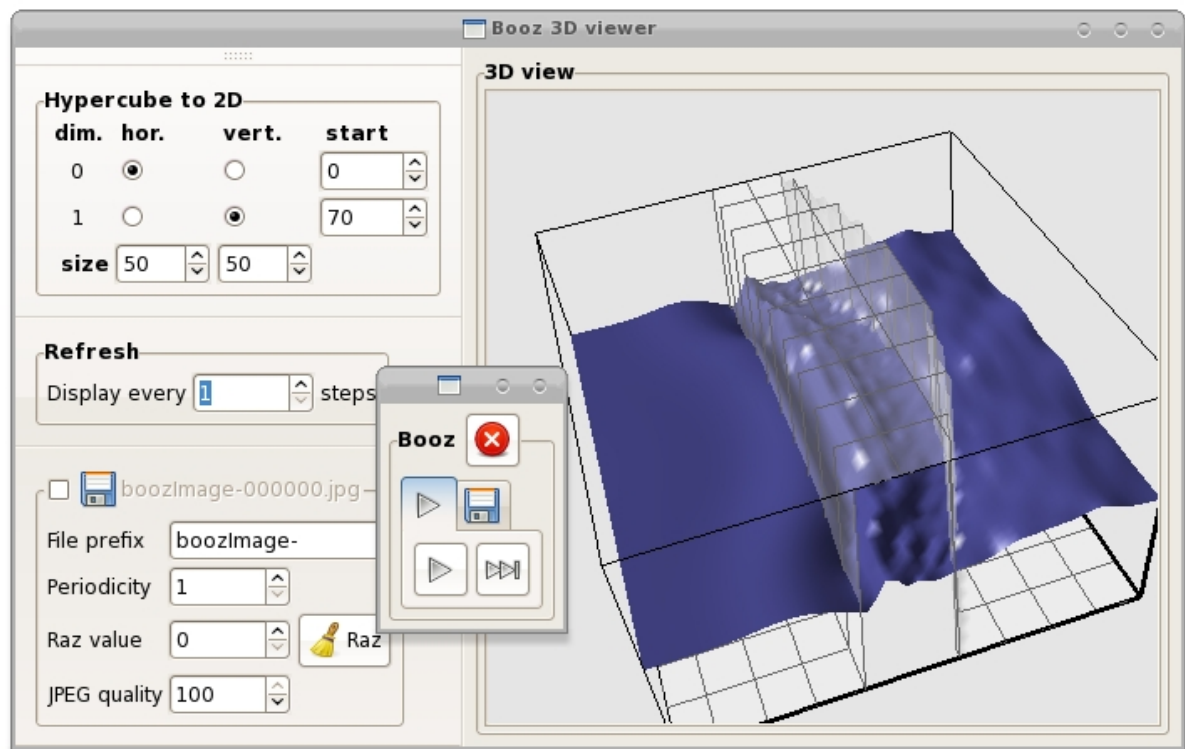 Booz 3D viewer
Hypercube to 2D
dim. hor. vert. start
0 0
1 70
size 50 50
Refresh
Display every 1 steps
boozImage-000000.jpg
File prefix boozImage-
Periodicity 1
Raz value 0 Raz
JPEG quality 100
Booz
3D view